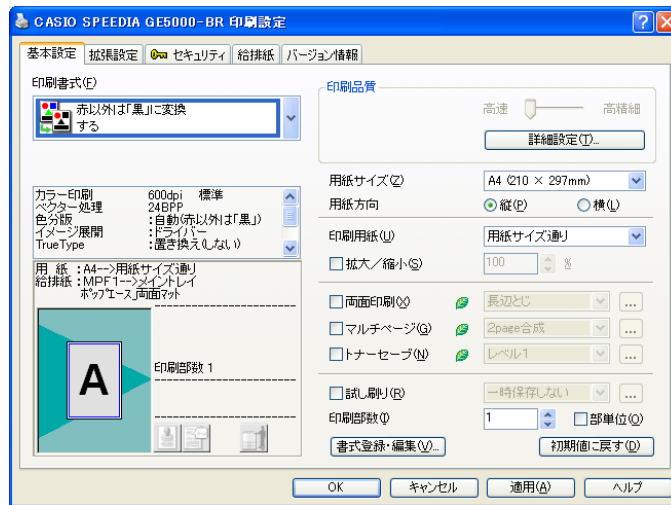 CASIO SPEEDIA GE5000-BR 印刷設定
基本設定 拡張設定 セキュリティ 給排紙 バージョン情報
印刷書式(F)
赤以外は「黒」に変換
する
カラー印刷 600dpi 標準
ベクター処理 24BPP
色分版 :自動(赤以外は「黒」)
イメージ展開 :ドライバー
TrueType :置き換え(しない)
用 紙 :A4-->用紙サイズ通り
給排紙 :MPF1-->メイントレイ
ポップエース_両面マット
A
印刷部数 1
印刷品質
高速 高精細
詳細設定(T)...
用紙サイズ(Z) A4 (210 × 297mm)
用紙方向 縦(P) 横(L)
印刷用紙(U) 用紙サイズ通り
拡大/縮小(S) 100 %
両面印刷(X) 長辺とじ ...
マルチページ(G) 2page合成 ...
トナーセーブ(N) レベル1 ...
試し刷り(R) 一時保存しない ...
印刷部数(I) 1 部単位(O)
書式登録・編集(V)... 初期値に戻す(D)
OK キャンセル 適用(A) ヘルプ